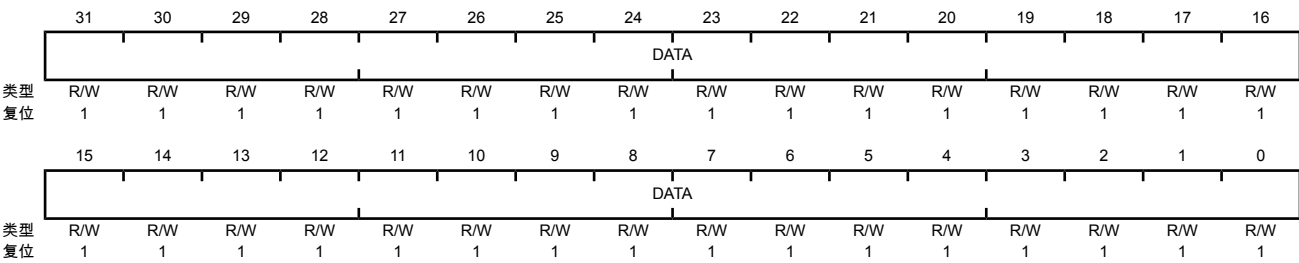 31 30 29 28 27 26 25 24 23 22 21 20 19 18 17 16
DATA
类型 R/W R/W R/W R/W R/W R/W R/W R/W R/W R/W R/W R/W R/W R/W R/W R/W
复位 1 1 1 1 1 1 1 1 1 1 1 1 1 1 1 1
15 14 13 12 11 10 9 8 7 6 5 4 3 2 1 0
DATA
类型 R/W R/W R/W R/W R/W R/W R/W R/W R/W R/W R/W R/W R/W R/W R/W R/W
复位 1 1 1 1 1 1 1 1 1 1 1 1 1 1 1 1